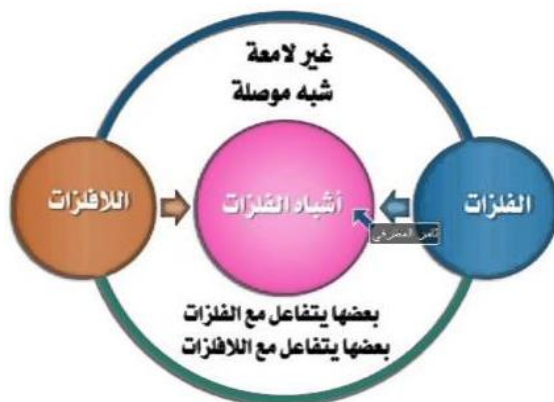 غير لامعة
شبه موصلة
الفلزات
أشباه الفلزات
اللافلزات
بعضها يتفاعل مع الفلزات
بعضها يتفاعل مع اللافلزات